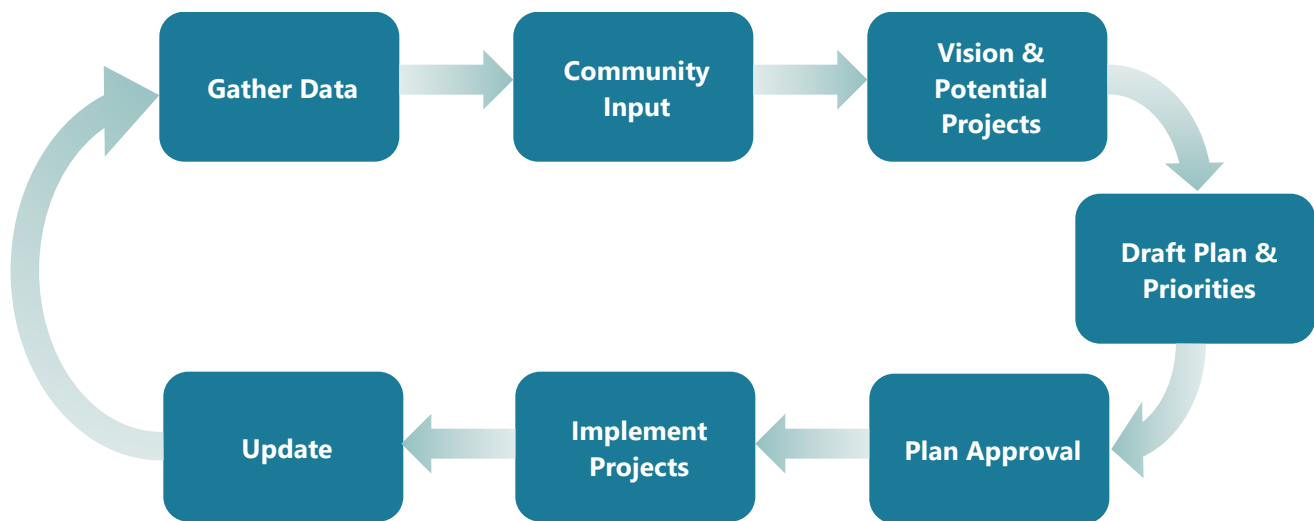 Gather Data
Community
Input
Vision &
Potential
Projects
Draft Plan &
Priorities
Plan Approval
Implement
Projects
Update